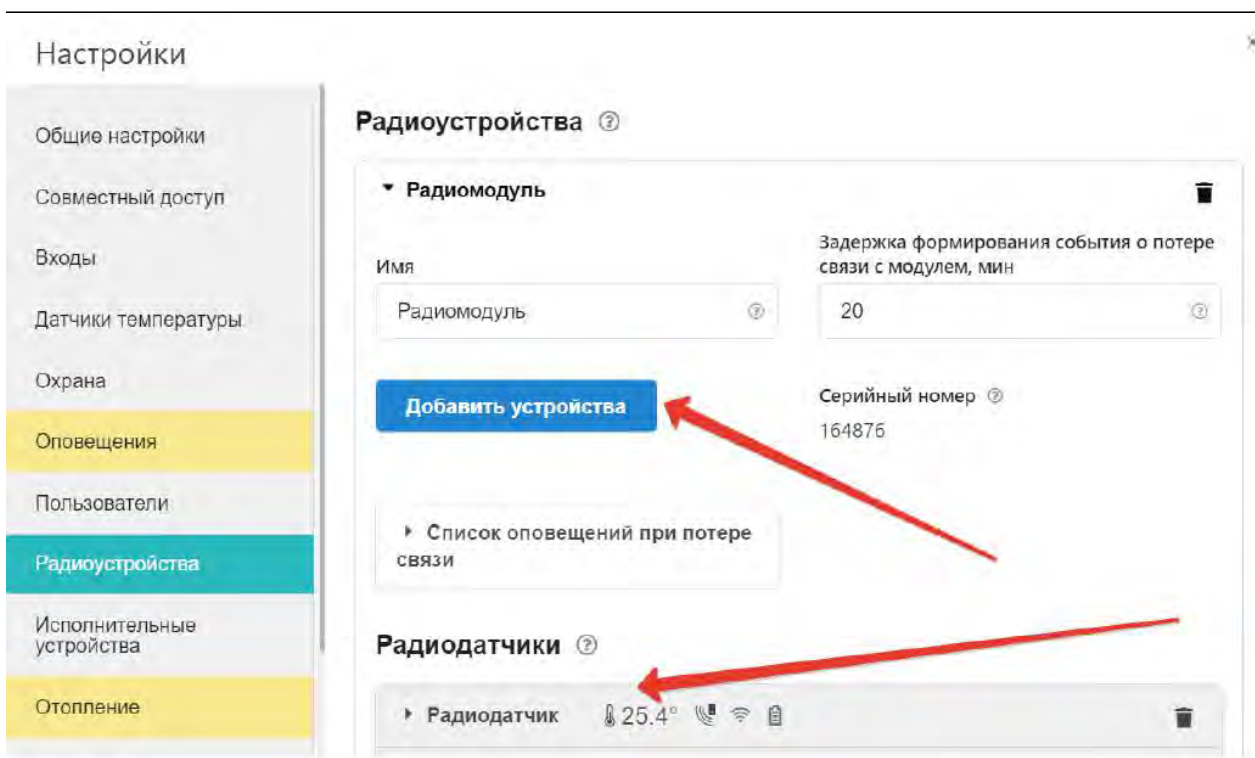 Настройки
Общие настройки
Совместный доступ
Входы
Датчики температуры
Охрана
Оповещения
Пользователи
Радиоустройства
Исполнительные
устройства
Отопление
Радиоустройства
Радиомодуль
Имя
Радиомодуль
Задержка формирования события о потере
связи с модулем, мин
20
Добавить устройства
Серийный номер
164876
Список оповещений при потере
связи
Радиодатчики
Радиодатчик 25.4°